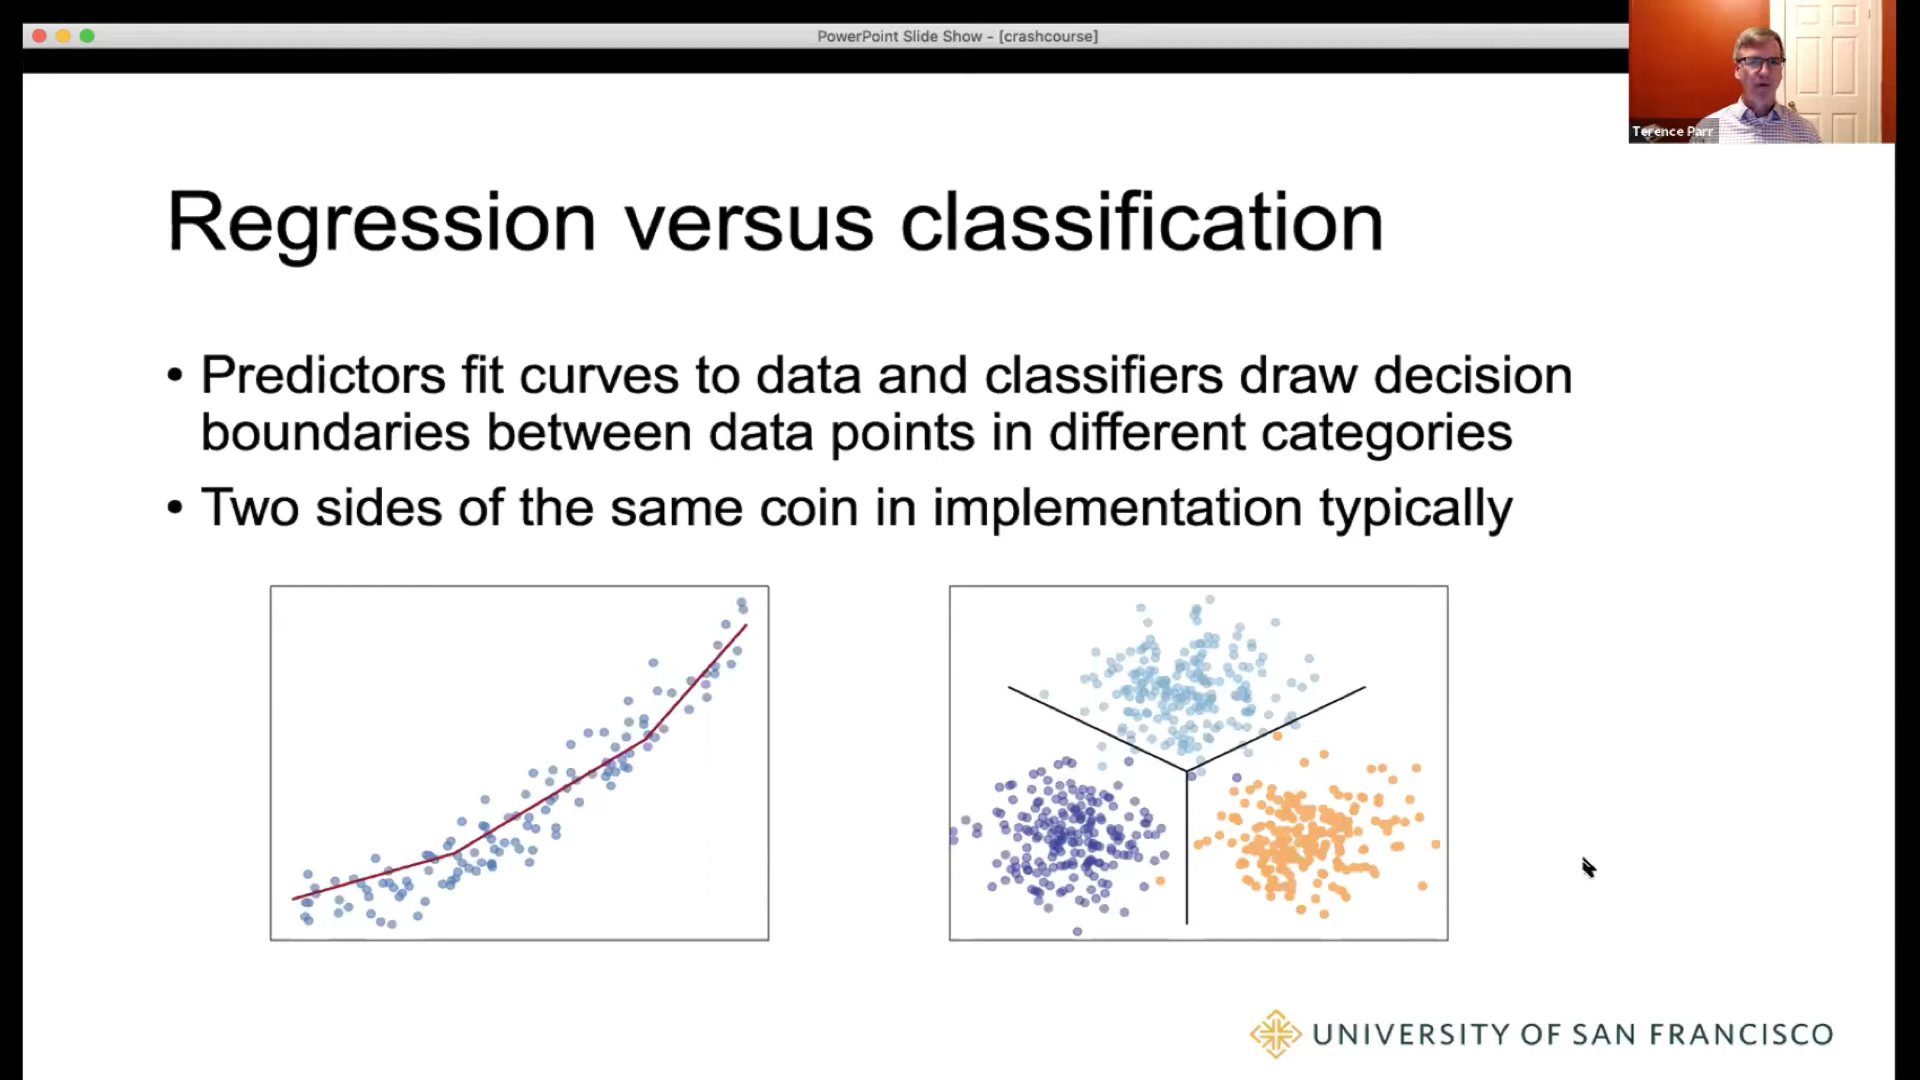 PowerPoint Slide Show - [crashcourse]
Terence Parr
Regression versus classification
• Predictors fit curves to data and classifiers draw decision
boundaries between data points in different categories
• Two sides of the same coin in implementation typically
UNIVERSITY OF SAN FRANCISCO